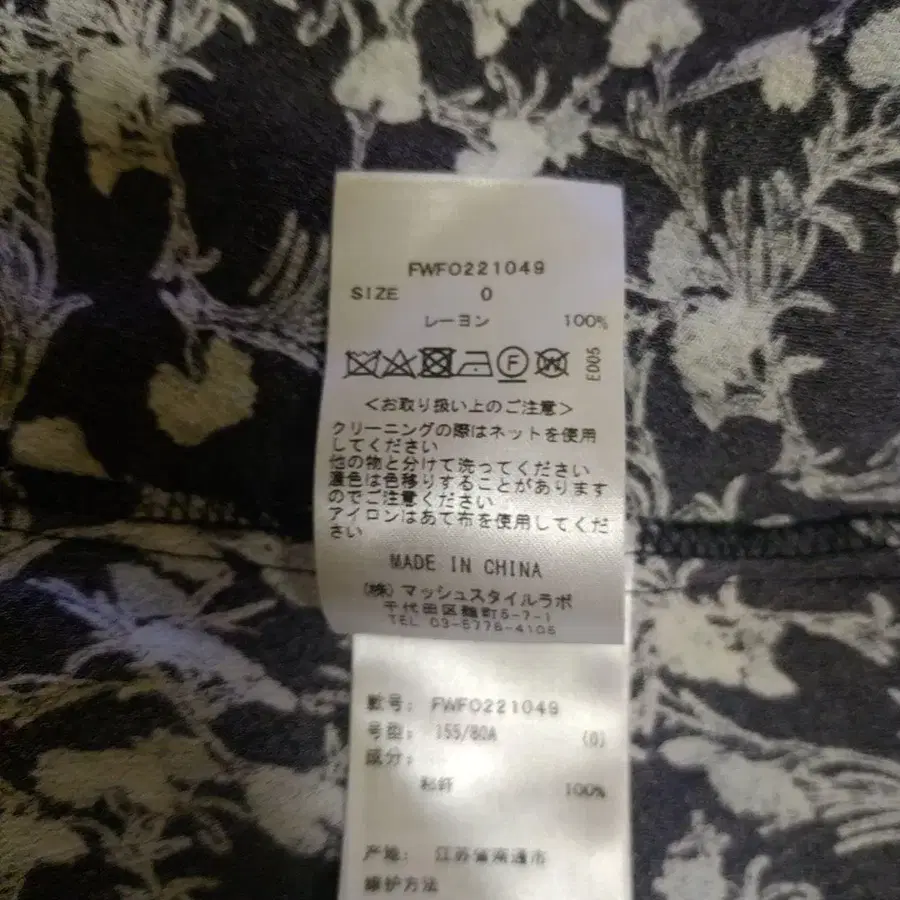 FWFO221049
SIZE 0
レーヨン 100%
F W
ED05
<お取り扱い上のご注意>
クリーニングの際はネットを使用
してください
他の物と分けて洗ってください
濃色は色移りすることがあります
のでご注意ください
アイロンはあて布を使用してくだ
さい
MADE IN CHINA
(株) マッシュスタイルラボ
千代田区麹町5-7-1
TEL 03-5778-4105
款号: FWFO221049
号型: 155/80A (0)
成分:
粘纤 100%
产地: 江苏省南通市
维护方法